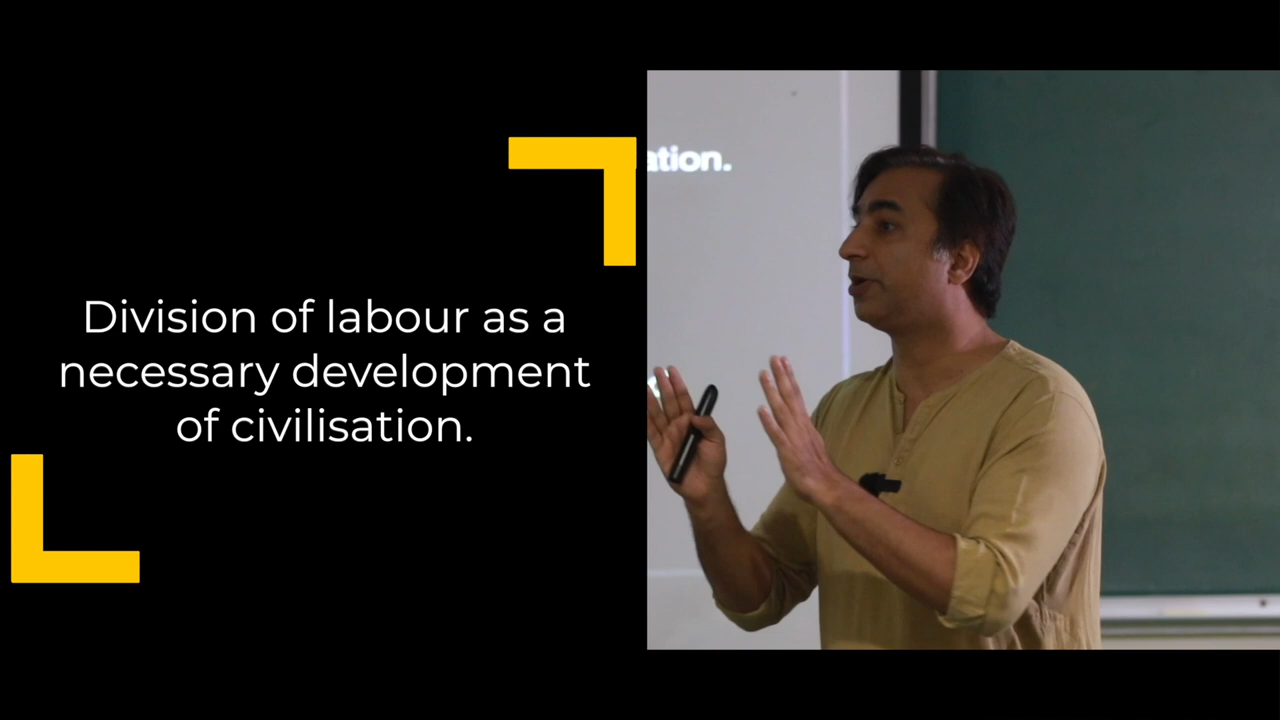 Division of labour as a
necessary development
of civilisation.
ation.